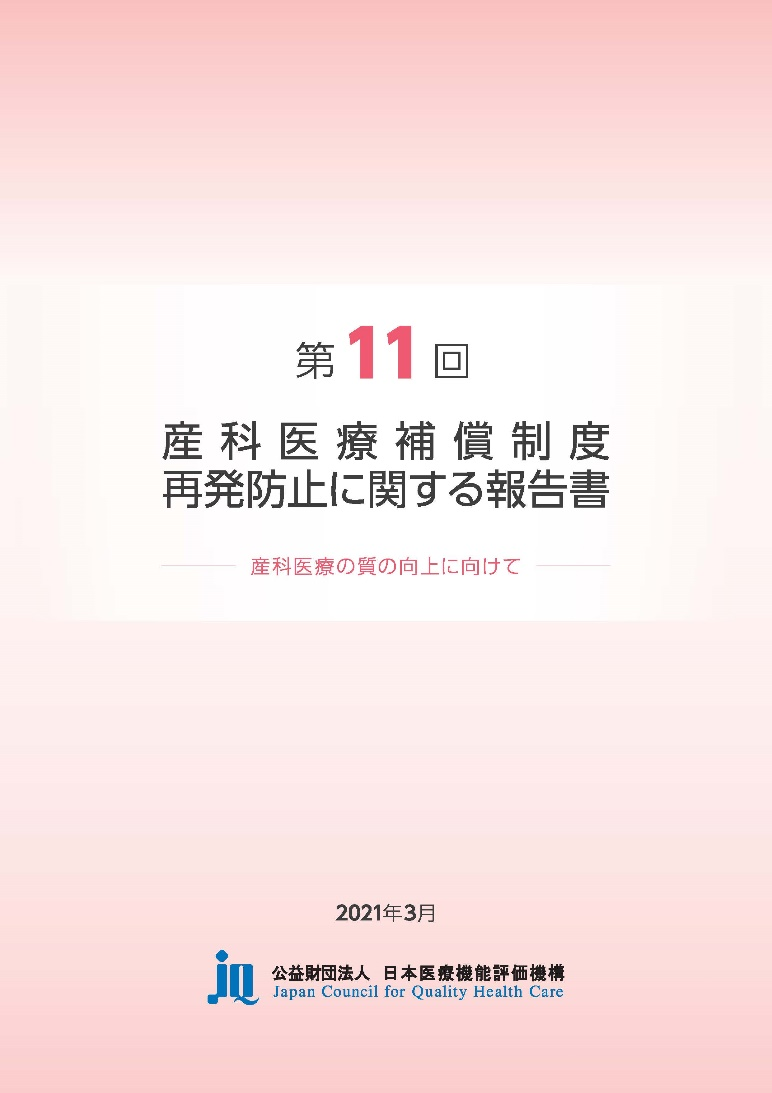 第11回
産科医療補償制度
再発防止に関する報告書
産科医療の質の向上に向けて
2021年3月
公益財団法人 日本医療機能評価機構
Japan Council for Quality Health Care